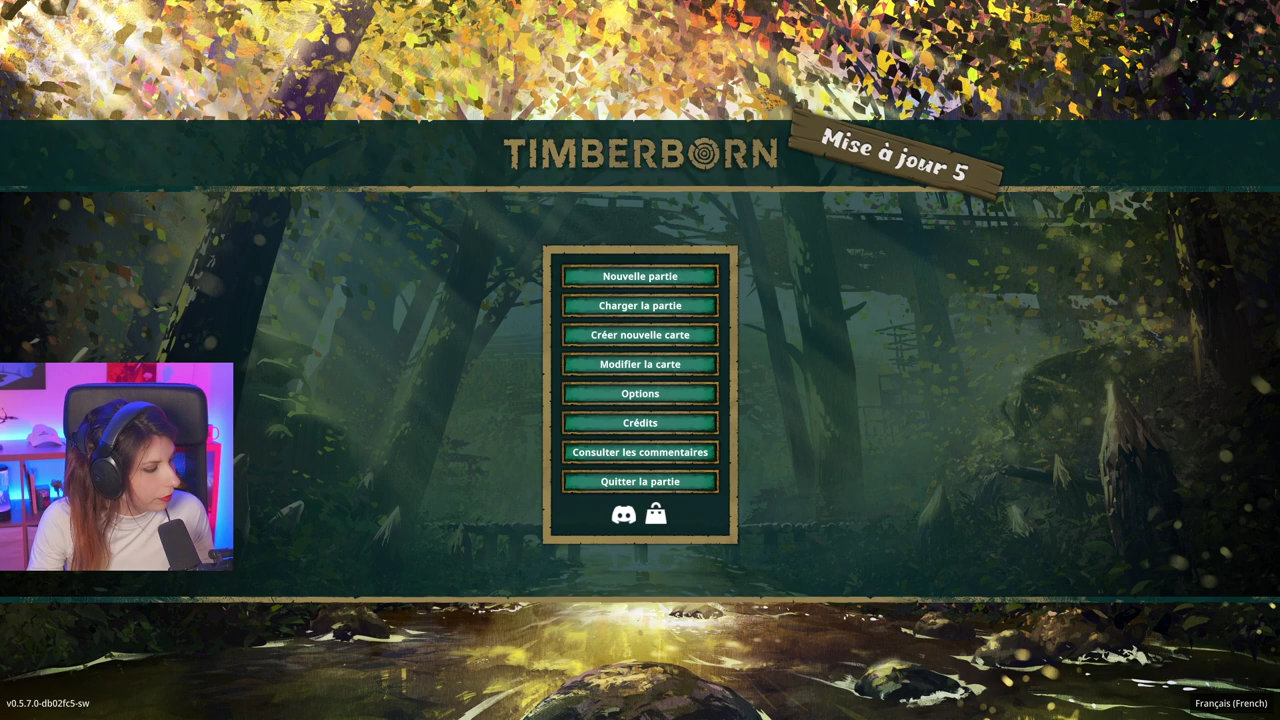 TIMBERBORN
Mise à jour 5
Nouvelle partie
Charger la partie
Créer nouvelle carte
Modifier la carte
Options
Crédits
Consulter les commentaires
Quitter la partie
v0.5.7.0-db02fc5-sw
Français (French)